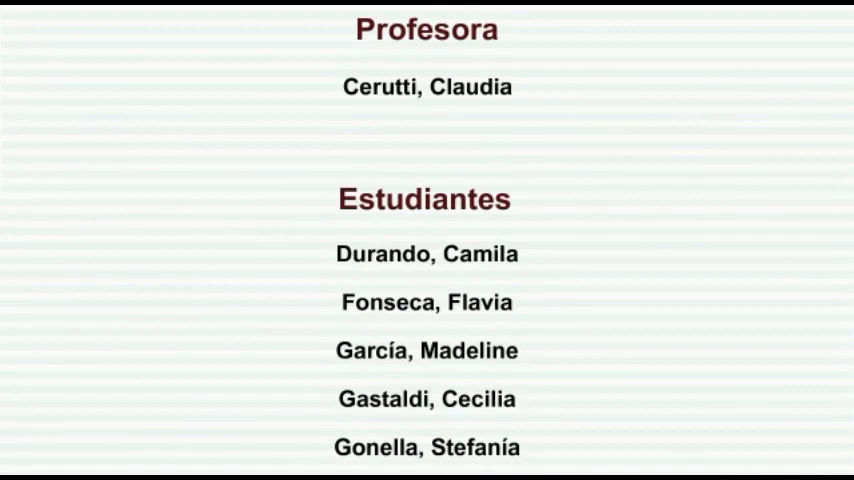 Profesora
Cerutti, Claudia
Estudiantes
Durando, Camila
Fonseca, Flavia
García, Madeline
Gastaldi, Cecilia
Gonella, Stefanía